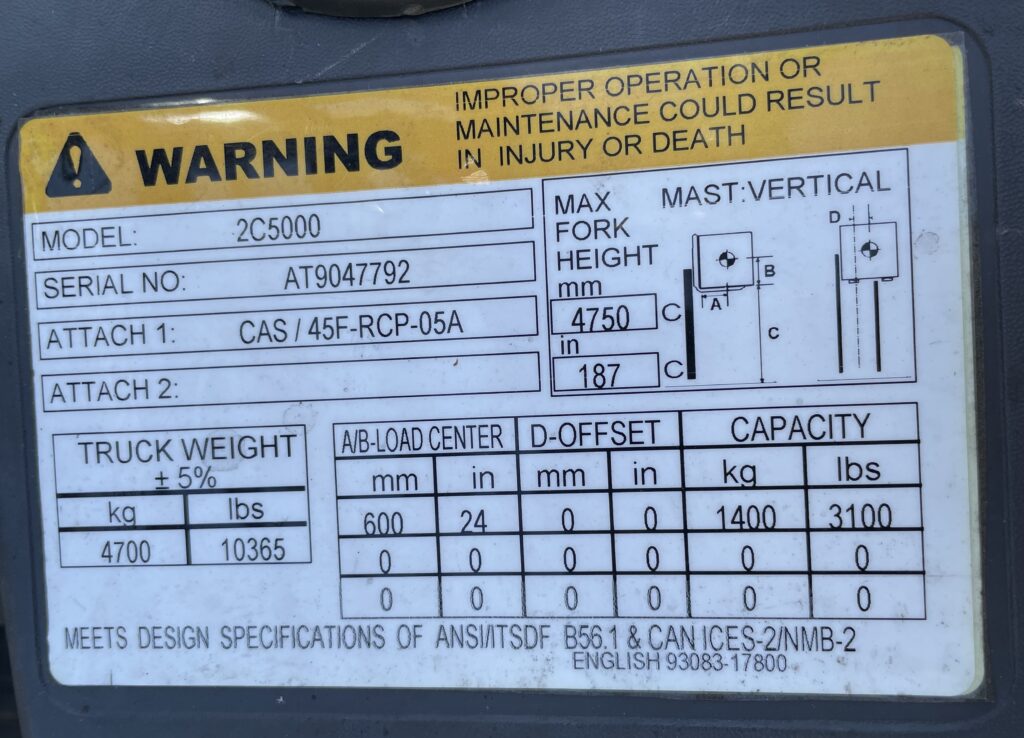 WARNING
IMPROPER OPERATION OR
MAINTENANCE COULD RESULT
IN INJURY OR DEATH
MODEL: 2C5000
SERIAL NO: AT9047792
ATTACH 1: CAS / 45F-RCP-05A
ATTACH 2:
MAX
FORK
HEIGHT
mm
4750 C
in
187 C
MAST:VERTICAL
D
B
A
C
TRUCK WEIGHT
± 5%
kg lbs
4700 10365
A/B-LOAD CENTER D-OFFSET CAPACITY
mm in mm in kg lbs
600 24 0 0 1400 3100
0 0 0 0 0 0
0 0 0 0 0 0
MEETS DESIGN SPECIFICATIONS OF ANSI/ITSDF B56.1 & CAN ICES-2/NMB-2
ENGLISH 93083-17800